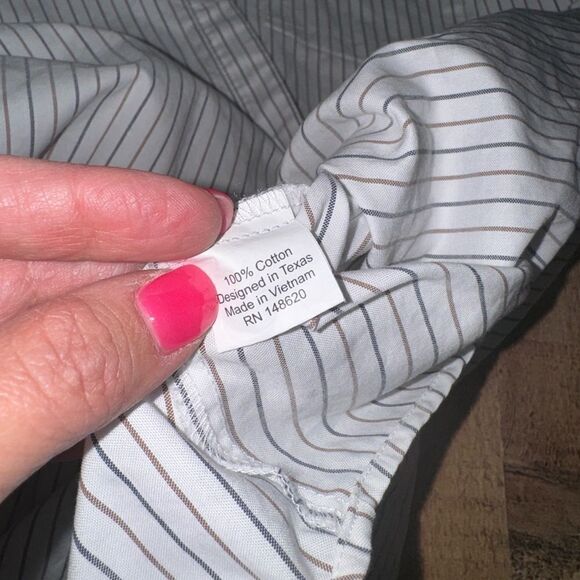 100% Cotton
Designed in Texas
Made in Vietnam
RN 148620